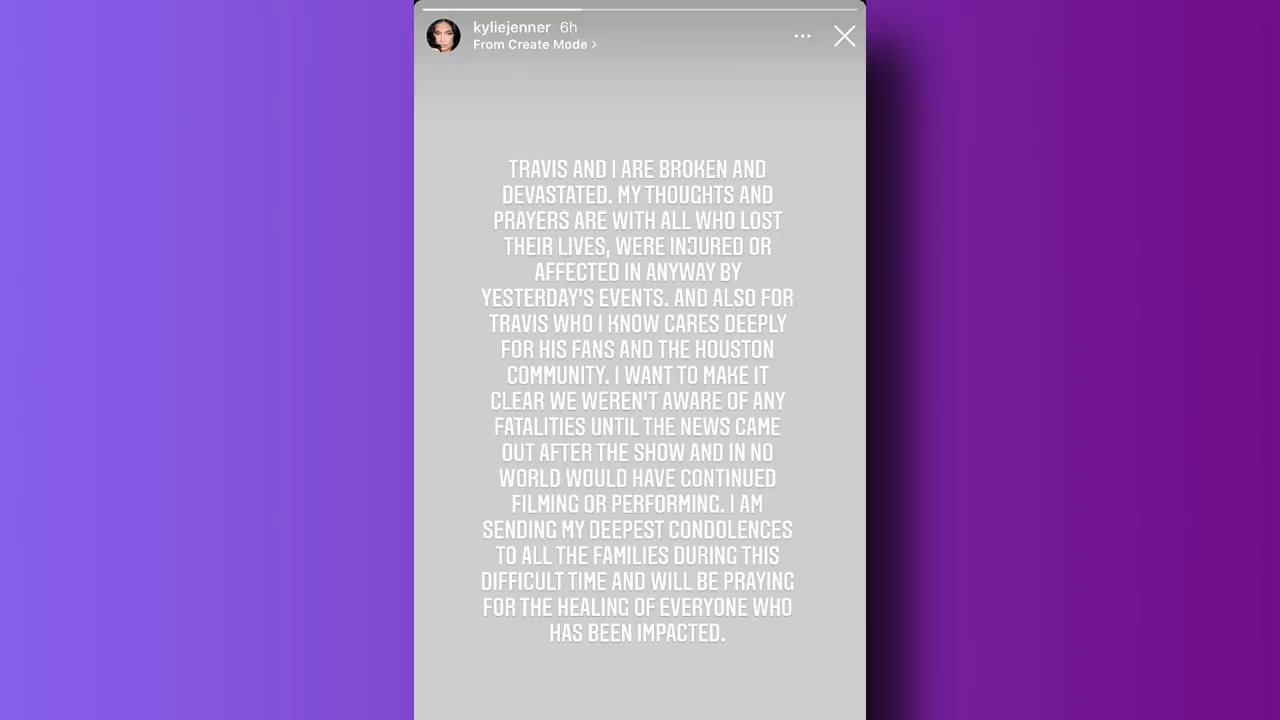 kyliejenner 6h
From Create Mode >
TRAVIS AND I ARE BROKEN AND
DEVASTATED. MY THOUGHTS AND
PRAYERS ARE WITH ALL WHO LOST
THEIR LIVES, WERE INJURED OR
AFFECTED IN ANYWAY BY
YESTERDAY'S EVENTS. AND ALSO FOR
TRAVIS WHO I KNOW CARES DEEPLY
FOR HIS FANS AND THE HOUSTON
COMMUNITY. I WANT TO MAKE IT
CLEAR WE WEREN'T AWARE OF ANY
FATALITIES UNTIL THE NEWS CAME
OUT AFTER THE SHOW AND IN NO
WORLD WOULD HAVE CONTINUED
FILMING OR PERFORMING. I AM
SENDING MY DEEPEST CONDOLENCES
TO ALL THE FAMILIES DURING THIS
DIFFICULT TIME AND WILL BE PRAYING
FOR THE HEALING OF EVERYONE WHO
HAS BEEN IMPACTED.